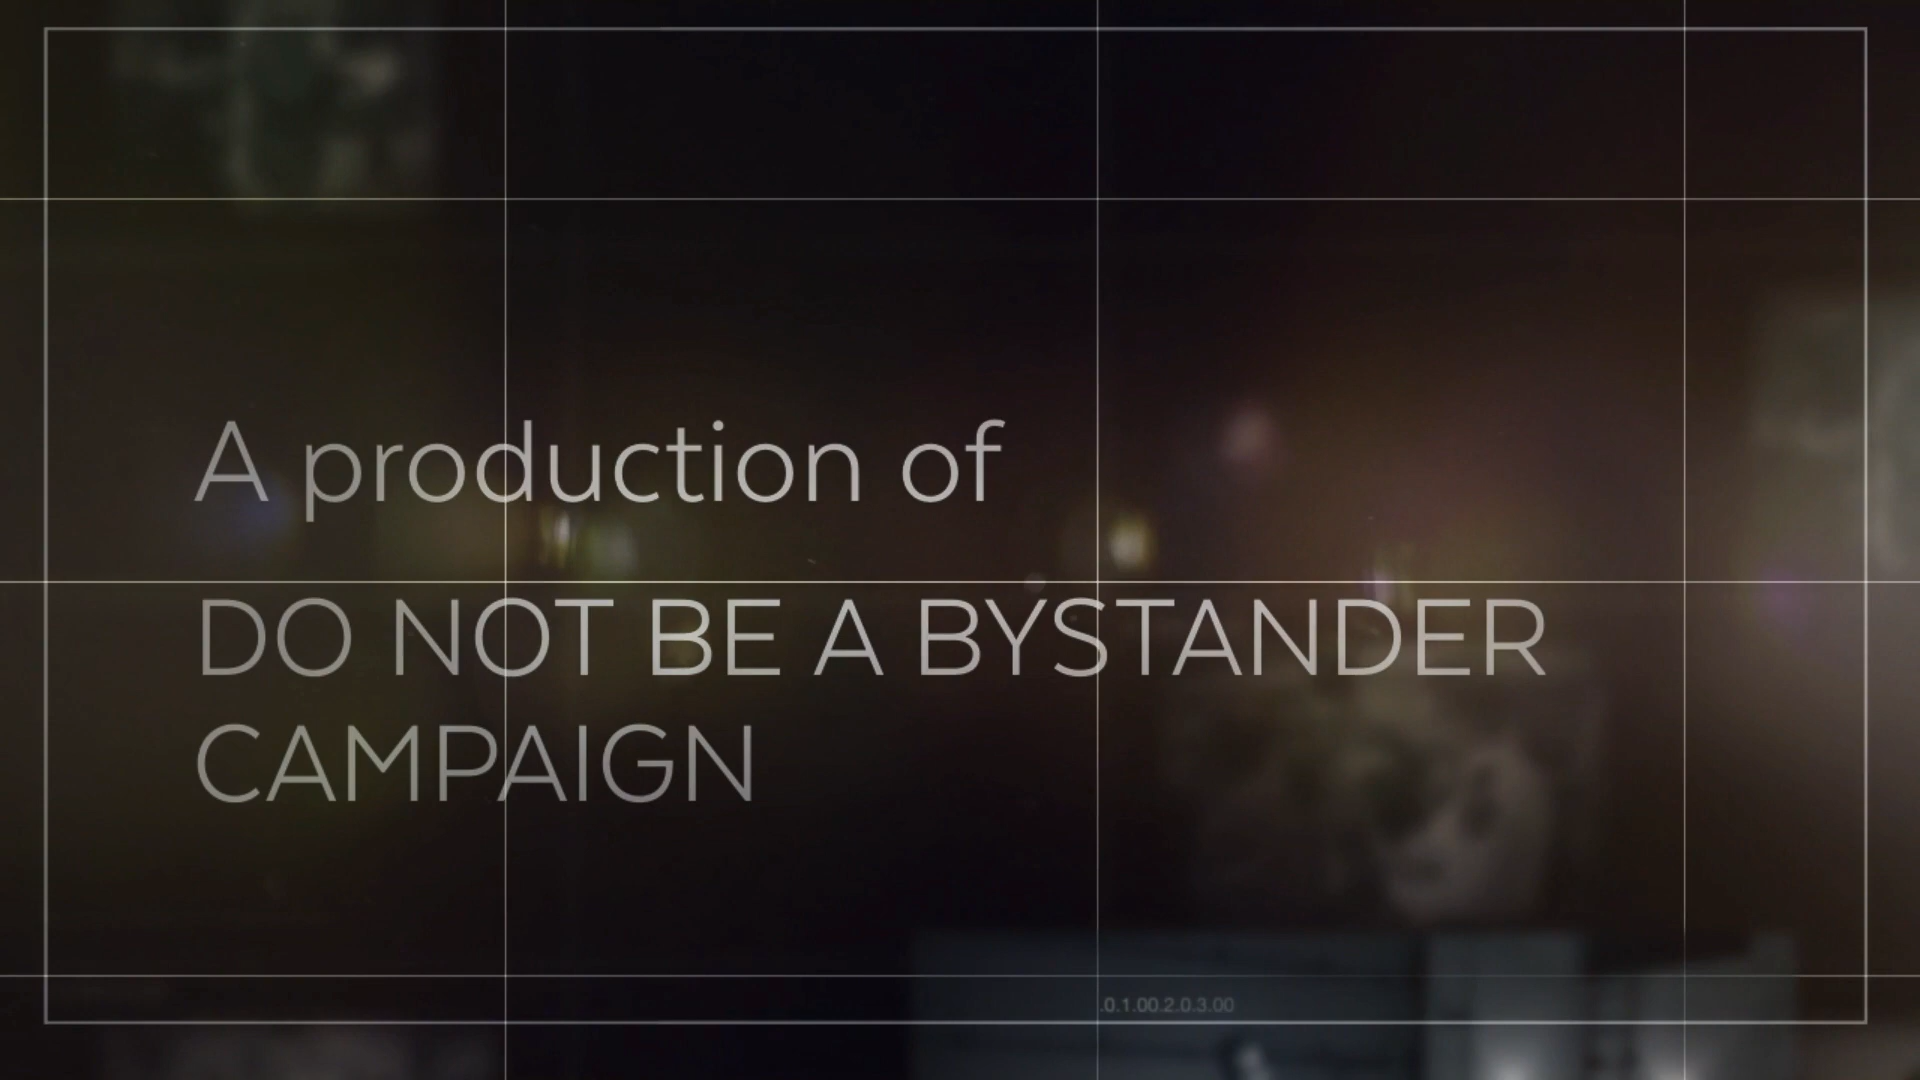 A production of
DO NOT BE A BYSTANDER
CAMPAIGN
.0.1.00.2.0.3.00